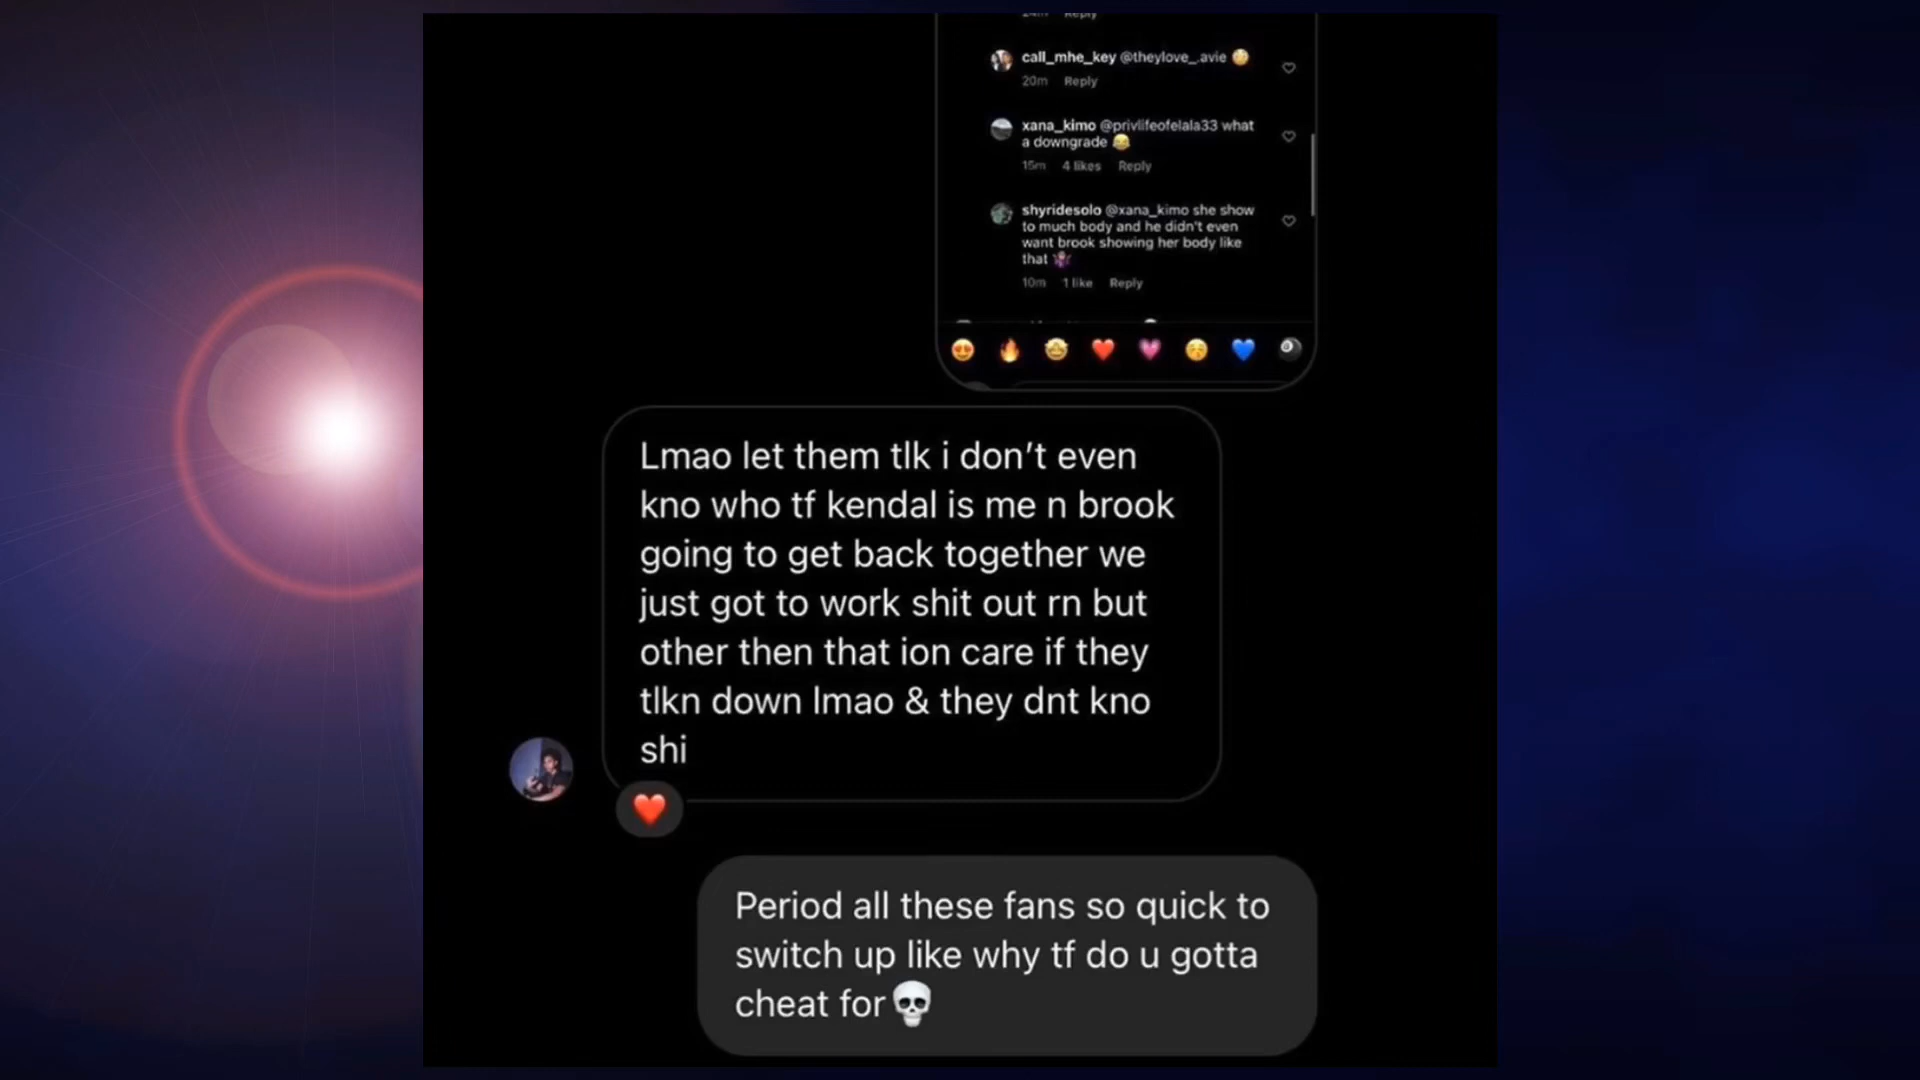 24m Reply
call_mhe_key @theylove_.avie 😳
20m Reply
xana_kimo @privlifeofelala33 what
a downgrade 😂
15m 4 likes Reply
shyridesolo @xana_kimo she show
to much body and he didn't even
want brook showing her body like
that 🤷🏾‍♀️
10m 1 like Reply
Lmao let them tlk i don't even
kno who tf kendal is me n brook
going to get back together we
just got to work shit out rn but
other then that ion care if they
tlkn down lmao & they dnt kno
shi
Period all these fans so quick to
switch up like why tf do u gotta
cheat for💀